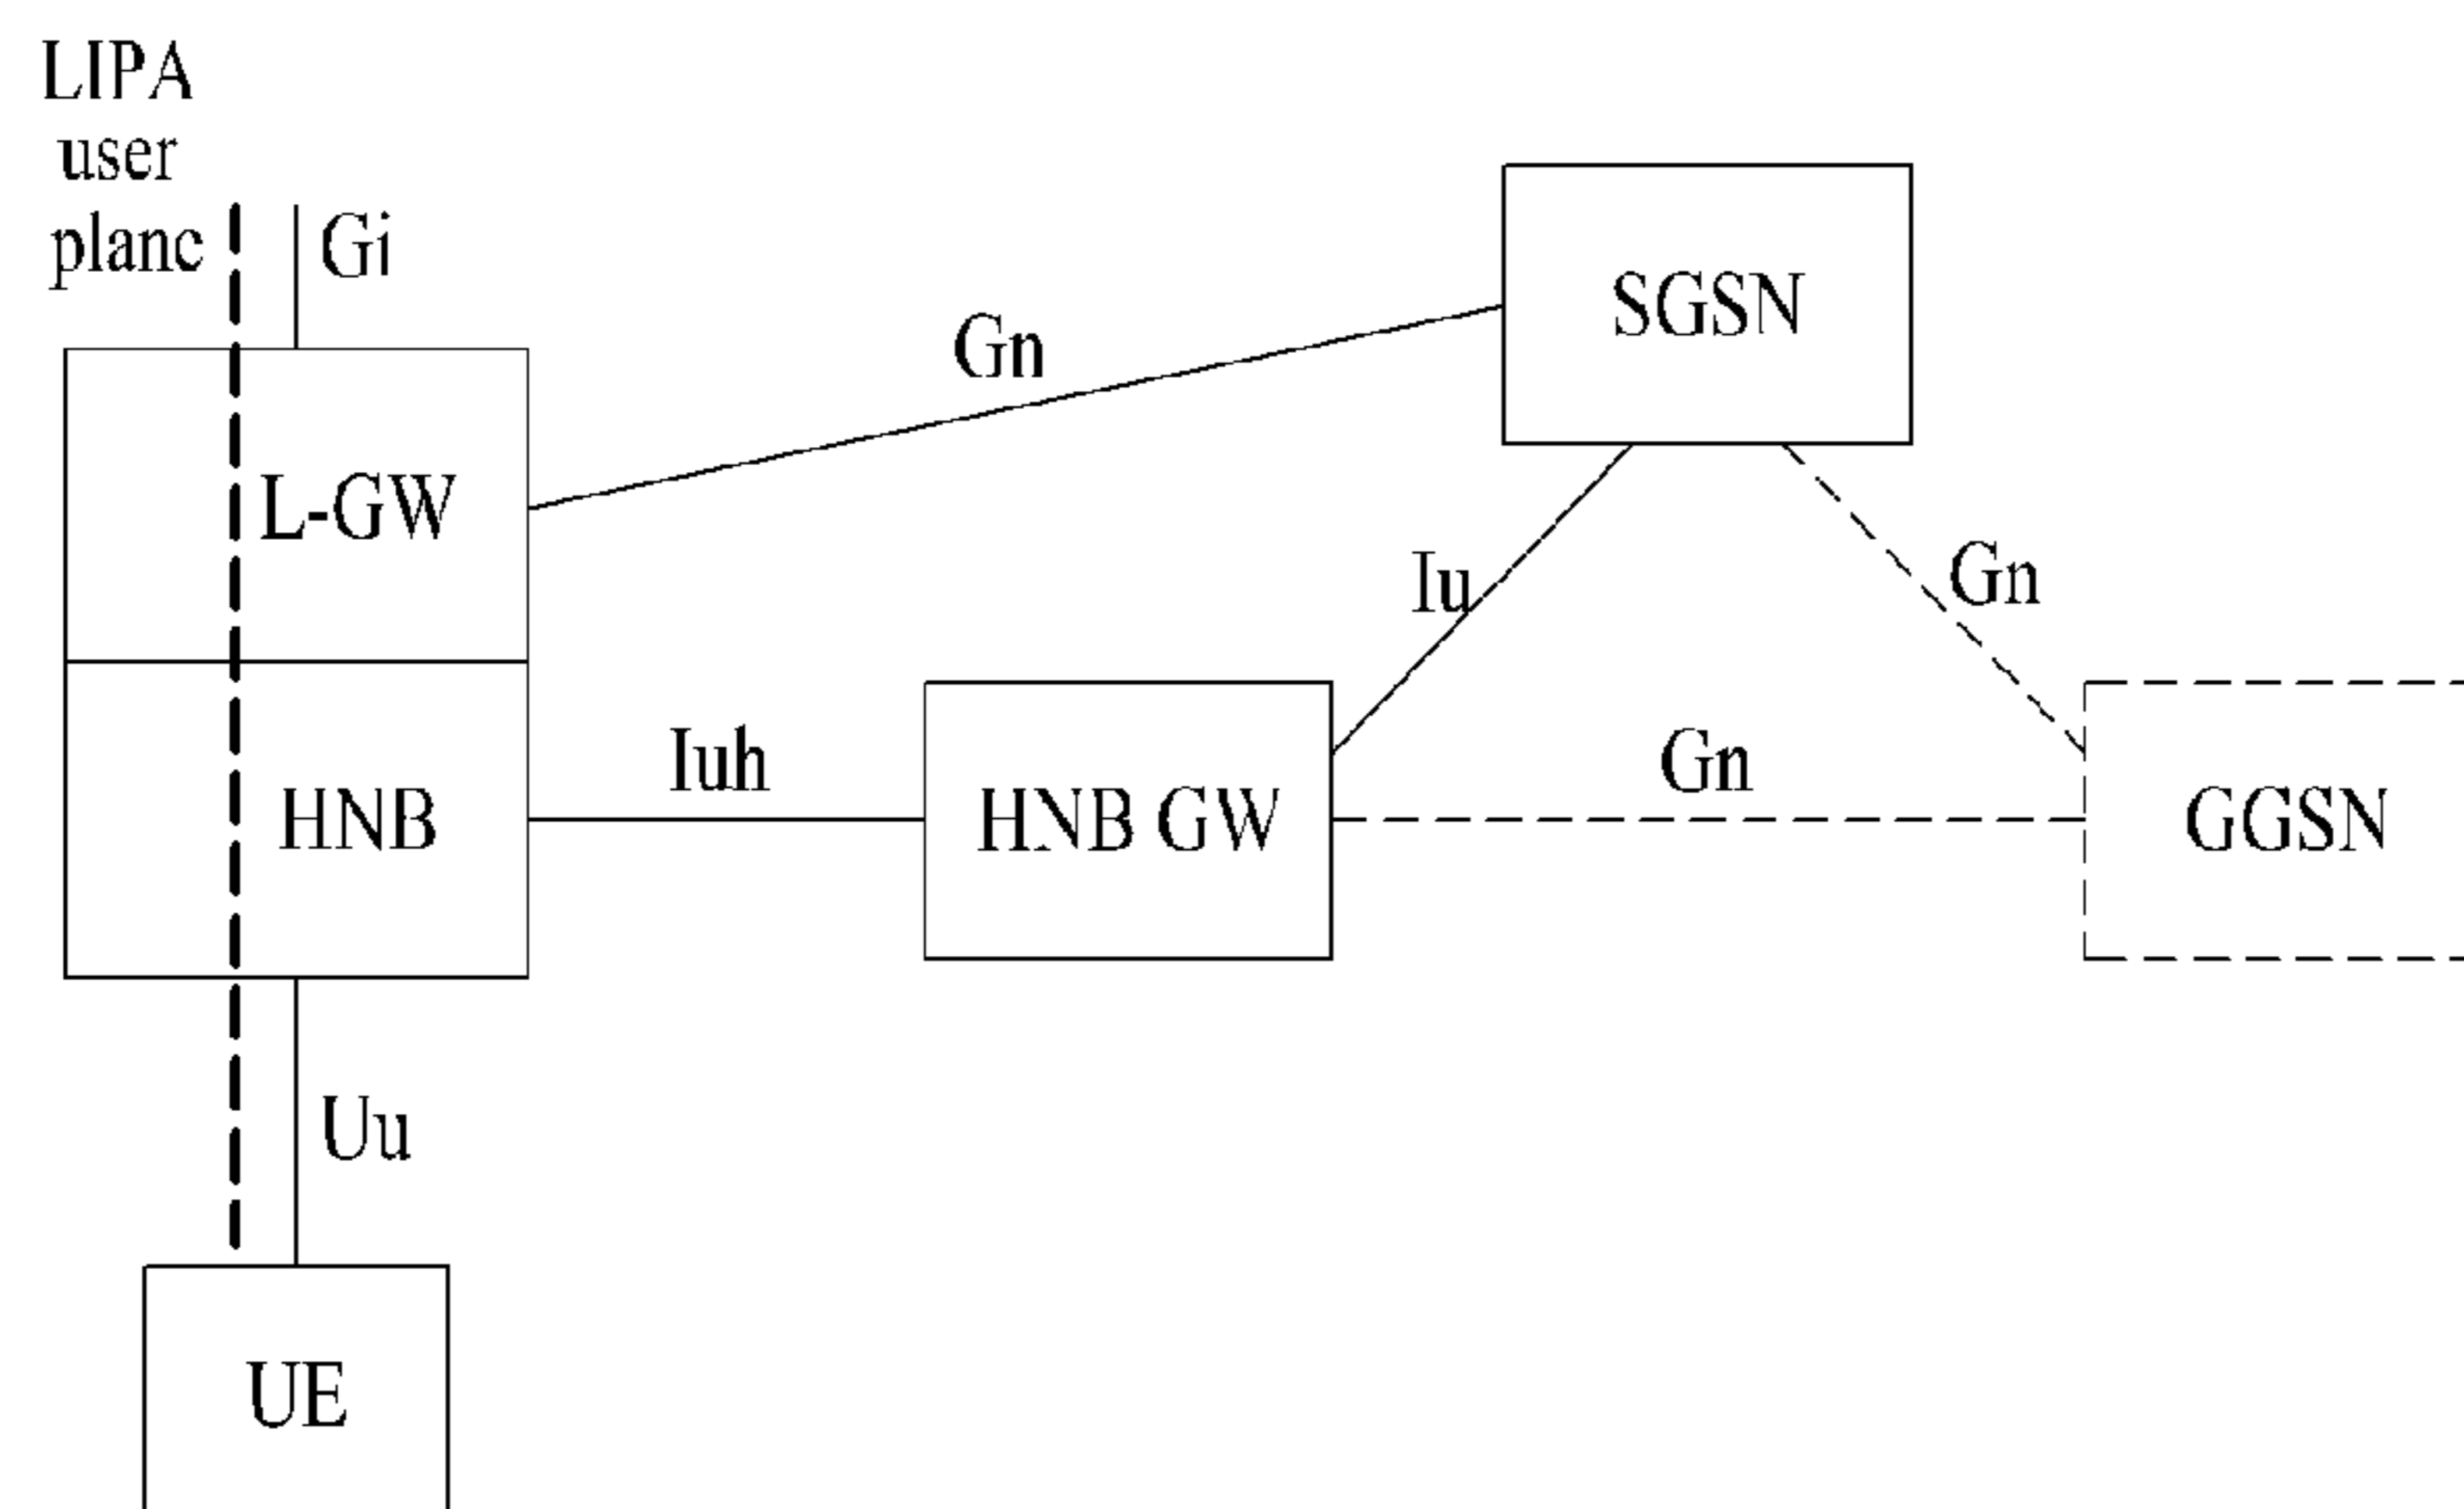 LIPA
user
planc
Gi
Gn
SGSN
L-GW
Iu
Gn
Iuh
Gn
HNB
HNB GW
GGSN
Uu
UE